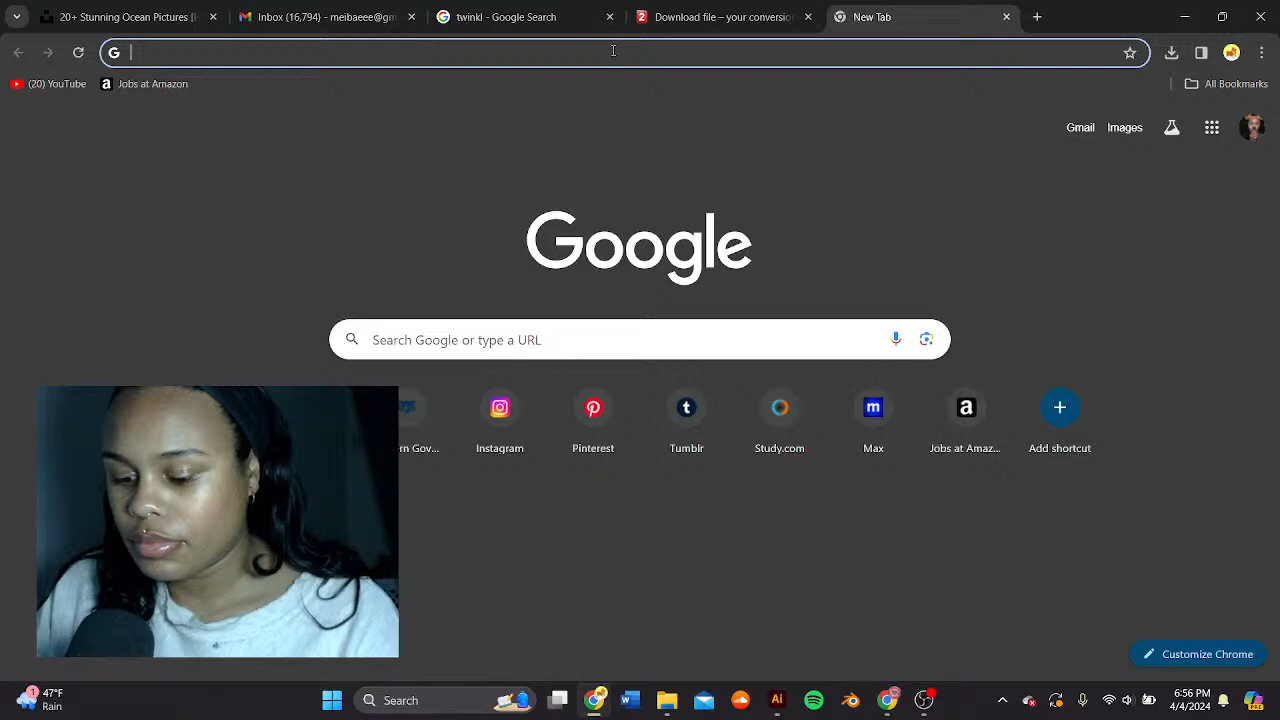 20+ Stunning Ocean Pictures [
Inbox (16,794) - meibaeee@gm
twinkl - Google Search
Download file – your conversio
New Tab
(20) YouTube
Jobs at Amazon
All Bookmarks
Gmail
Images
Google
Search Google or type a URL
ern Gov...
Instagram
Pinterest
Tumblr
Study.com
Max
Jobs at Amaz...
Add shortcut
Customize Chrome
1
47°F
Rain
Search
6:56 PM
4/4/2024